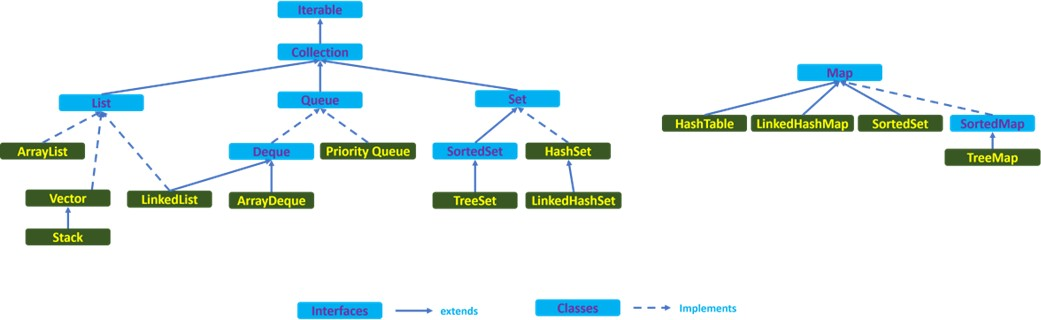 Iterable
Collection
Map
List
Queue
Set
HashTable
LinkedHashMap
SortedSet
SortedMap
ArrayList
Deque
Priority Queue
SortedSet
HashSet
TreeMap
Vector
LinkedList
ArrayDeque
TreeSet
LinkedHashSet
Stack
Interfaces
extends
Classes
Implements